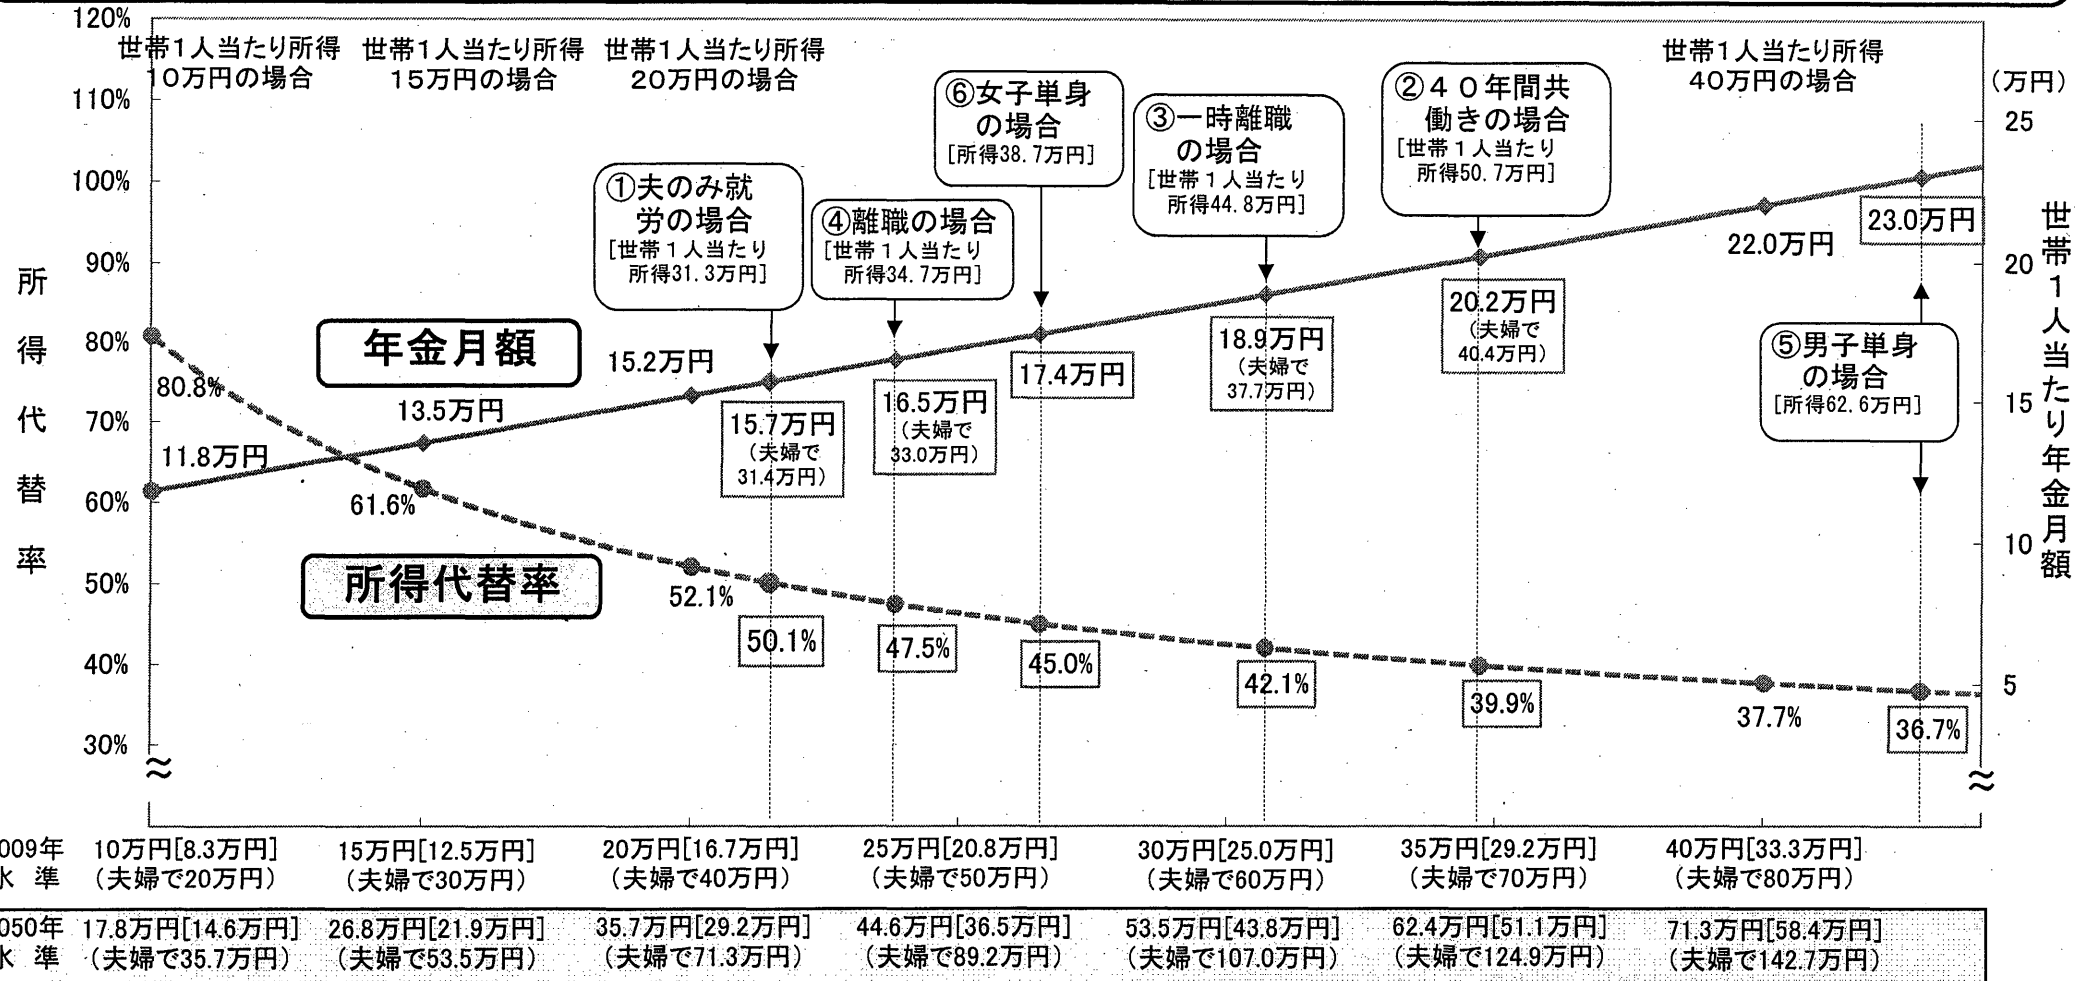 120%
110%
100%
90%
80%
70%
60%
50%
40%
30%
所得代替率
世帯1人当たり所得
10万円の場合
世帯1人当たり所得
15万円の場合
世帯1人当たり所得
20万円の場合
世帯1人当たり所得
40万円の場合
(万円)
25
20
15
10
5
世帯1人当たり年金月額
①夫のみ就
労の場合
[世帯1人当たり
所得31.3万円]
④離職の場合
[世帯1人当たり
所得34.7万円]
⑥女子単身
の場合
[所得38.7万円]
③一時離職
の場合
[世帯1人当たり
所得44.8万円]
②40年間共
働きの場合
[世帯1人当たり
所得50.7万円]
⑤男子単身
の場合
[所得62.6万円]
年金月額
11.8万円
13.5万円
15.2万円
15.7万円
(夫婦で
31.4万円)
16.5万円
(夫婦で
33.0万円)
17.4万円
18.9万円
(夫婦で
37.7万円)
20.2万円
(夫婦で
40.4万円)
22.0万円
23.0万円
所得代替率
80.8%
61.6%
52.1%
50.1%
47.5%
45.0%
42.1%
39.9%
37.7%
36.7%
009年
水準
10万円[8.3万円]
(夫婦で20万円)
15万円[12.5万円]
(夫婦で30万円)
20万円[16.7万円]
(夫婦で40万円)
25万円[20.8万円]
(夫婦で50万円)
30万円[25.0万円]
(夫婦で60万円)
35万円[29.2万円]
(夫婦で70万円)
40万円[33.3万円]
(夫婦で80万円)
050年
水準
17.8万円[14.6万円]
(夫婦で35.7万円)
26.8万円[21.9万円]
(夫婦で53.5万円)
35.7万円[29.2万円]
(夫婦で71.3万円)
44.6万円[36.5万円]
(夫婦で89.2万円)
53.5万円[43.8万円]
(夫婦で107.0万円)
62.4万円[51.1万円]
(夫婦で124.9万円)
71.3万円[58.4万円]
(夫婦で142.7万円)